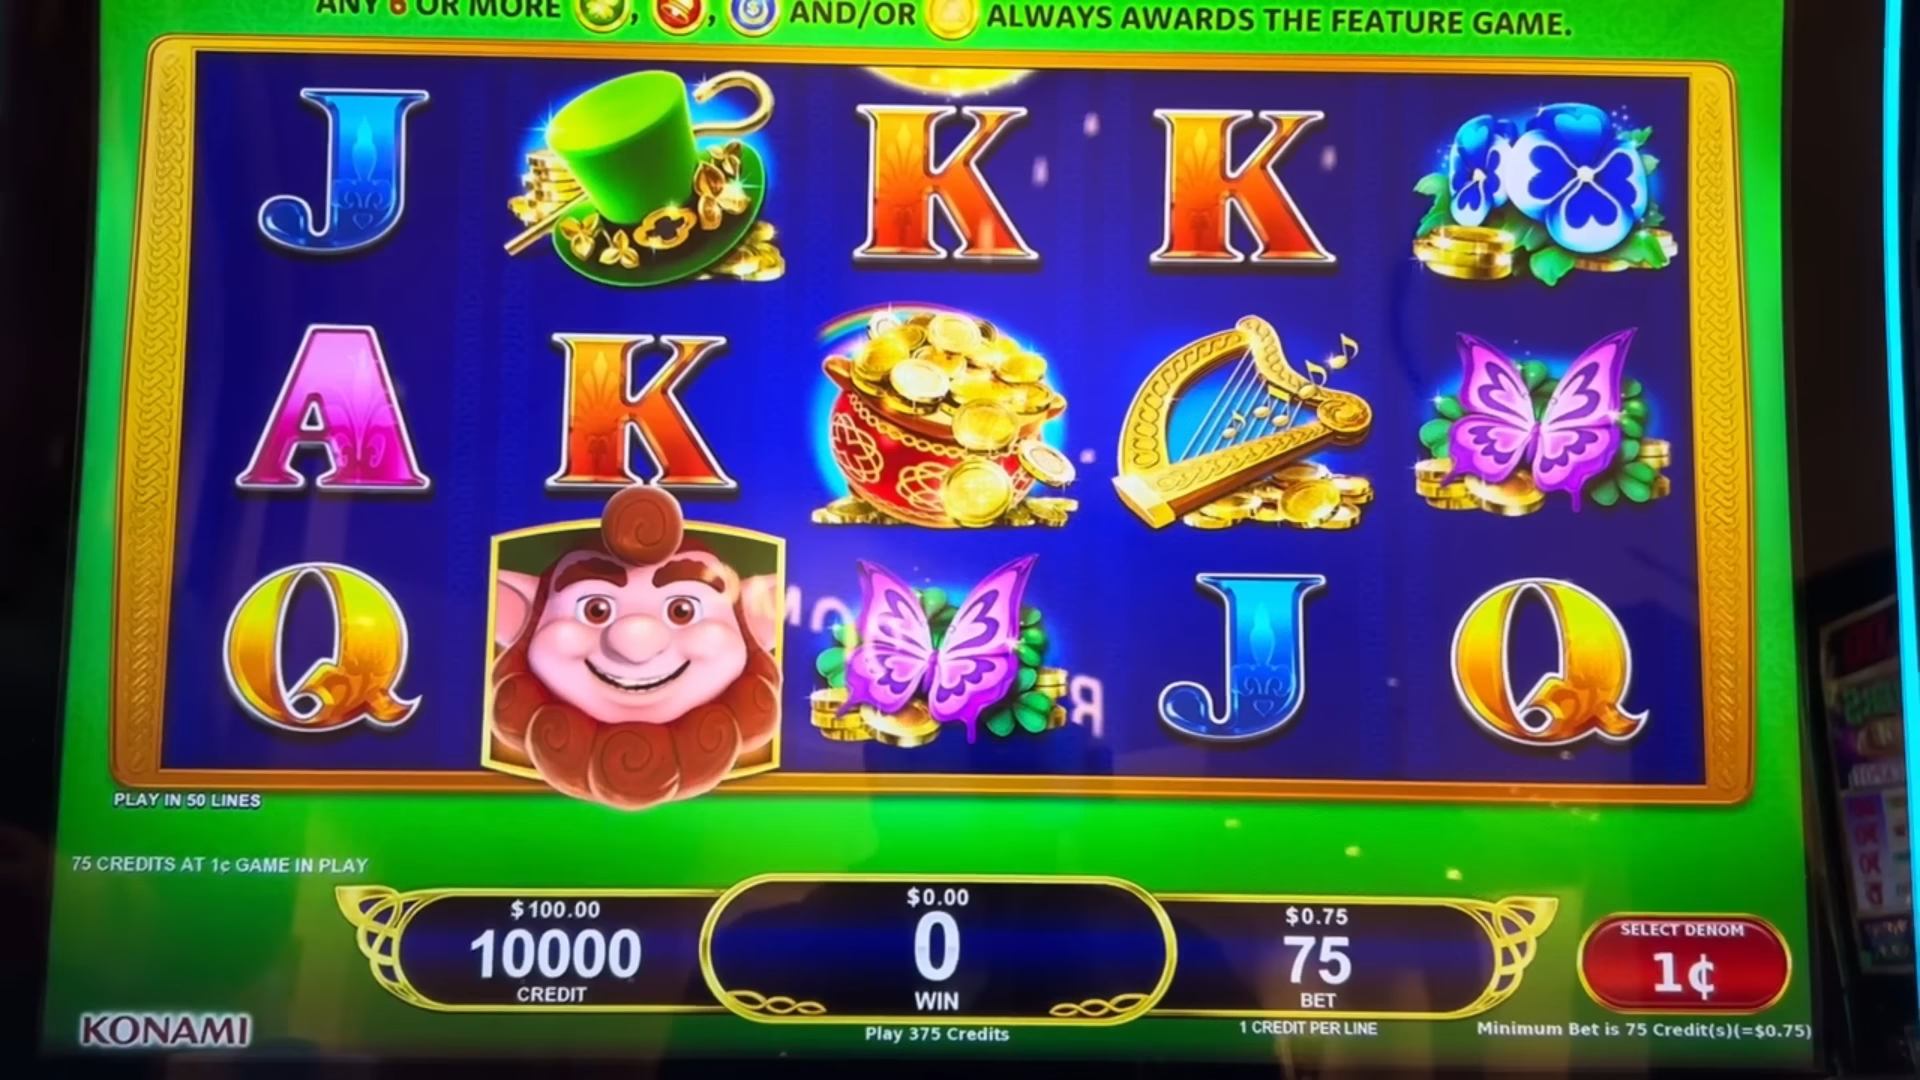 ANY 6 OR MORE , , AND/OR ALWAYS AWARDS THE FEATURE GAME.
J K K
A K
Q J Q
PLAY IN 50 LINES
75 CREDITS AT 1¢ GAME IN PLAY
$100.00
10000
CREDIT
$0.00
0
WIN
Play 375 Credits
$0.75
75
BET
1 CREDIT PER LINE
SELECT DENOM
1¢
Minimum Bet is 75 Credit(s)(=$0.75)
KONAMI